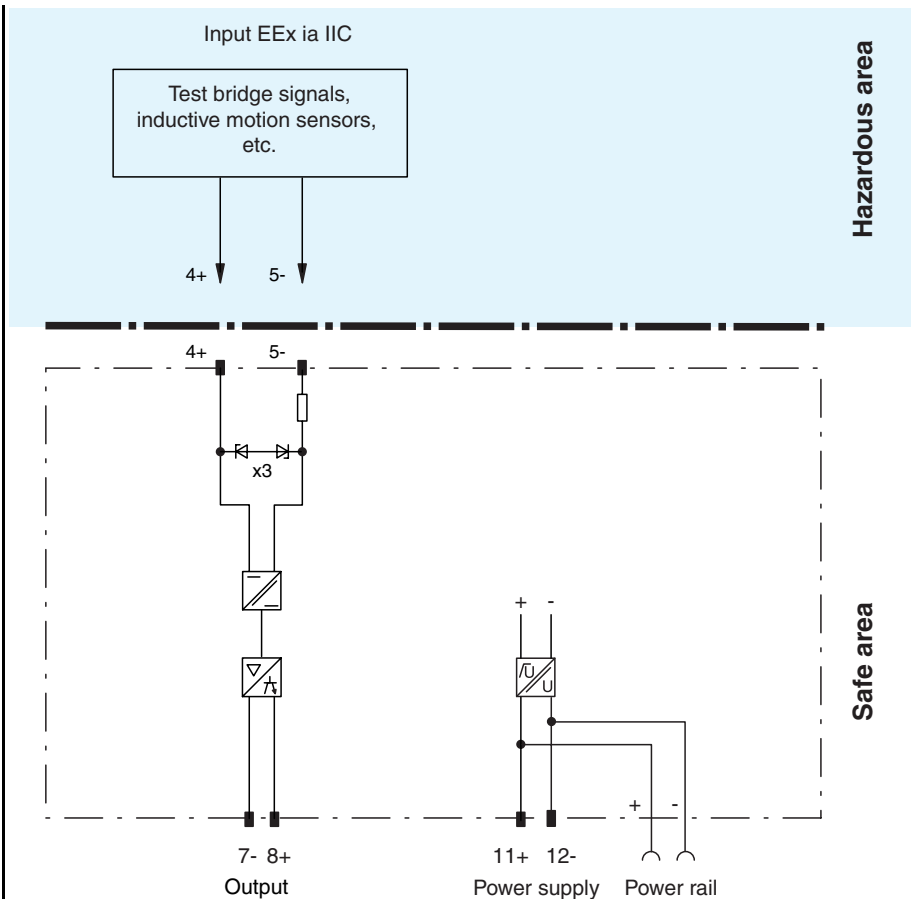 Input EEx ia IIC
Test bridge signals,
inductive motion sensors,
etc.
Hazardous area
4+ 5-
4+ 5-
x3
Safe area
+ -
U
U
+ -
7- 8+
11+ 12-
Output
Power supply
Power rail